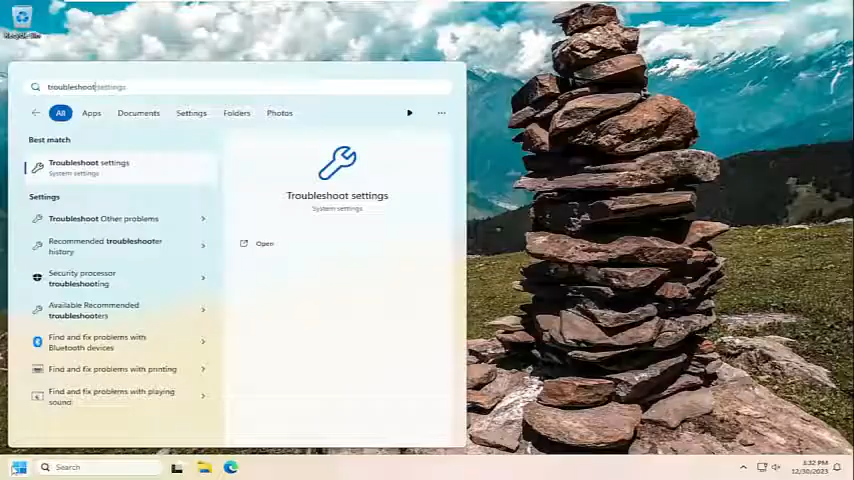 Recycle Bin
troubleshoot settings
All Apps Documents Settings Folders Photos
Best match
Troubleshoot settings
System settings
Settings
Troubleshoot Other problems
Recommended troubleshooter
history
Security processor
troubleshooting
Available Recommended
troubleshooters
Find and fix problems with
Bluetooth devices
Find and fix problems with printing
Find and fix problems with playing
sound
Troubleshoot settings
System settings
Open
Search
3:32 PM
12/30/2023